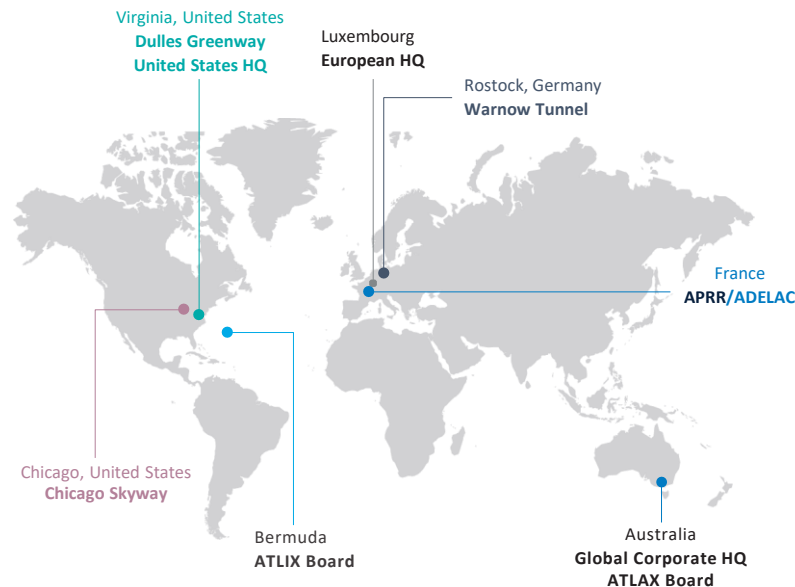 Virginia, United States
Dulles Greenway
United States HQ
Luxembourg
European HQ
Rostock, Germany
Warnow Tunnel
France
APRR/ADELAC
Chicago, United States
Chicago Skyway
Bermuda
ATLIX Board
Australia
Global Corporate HQ
ATLAX Board